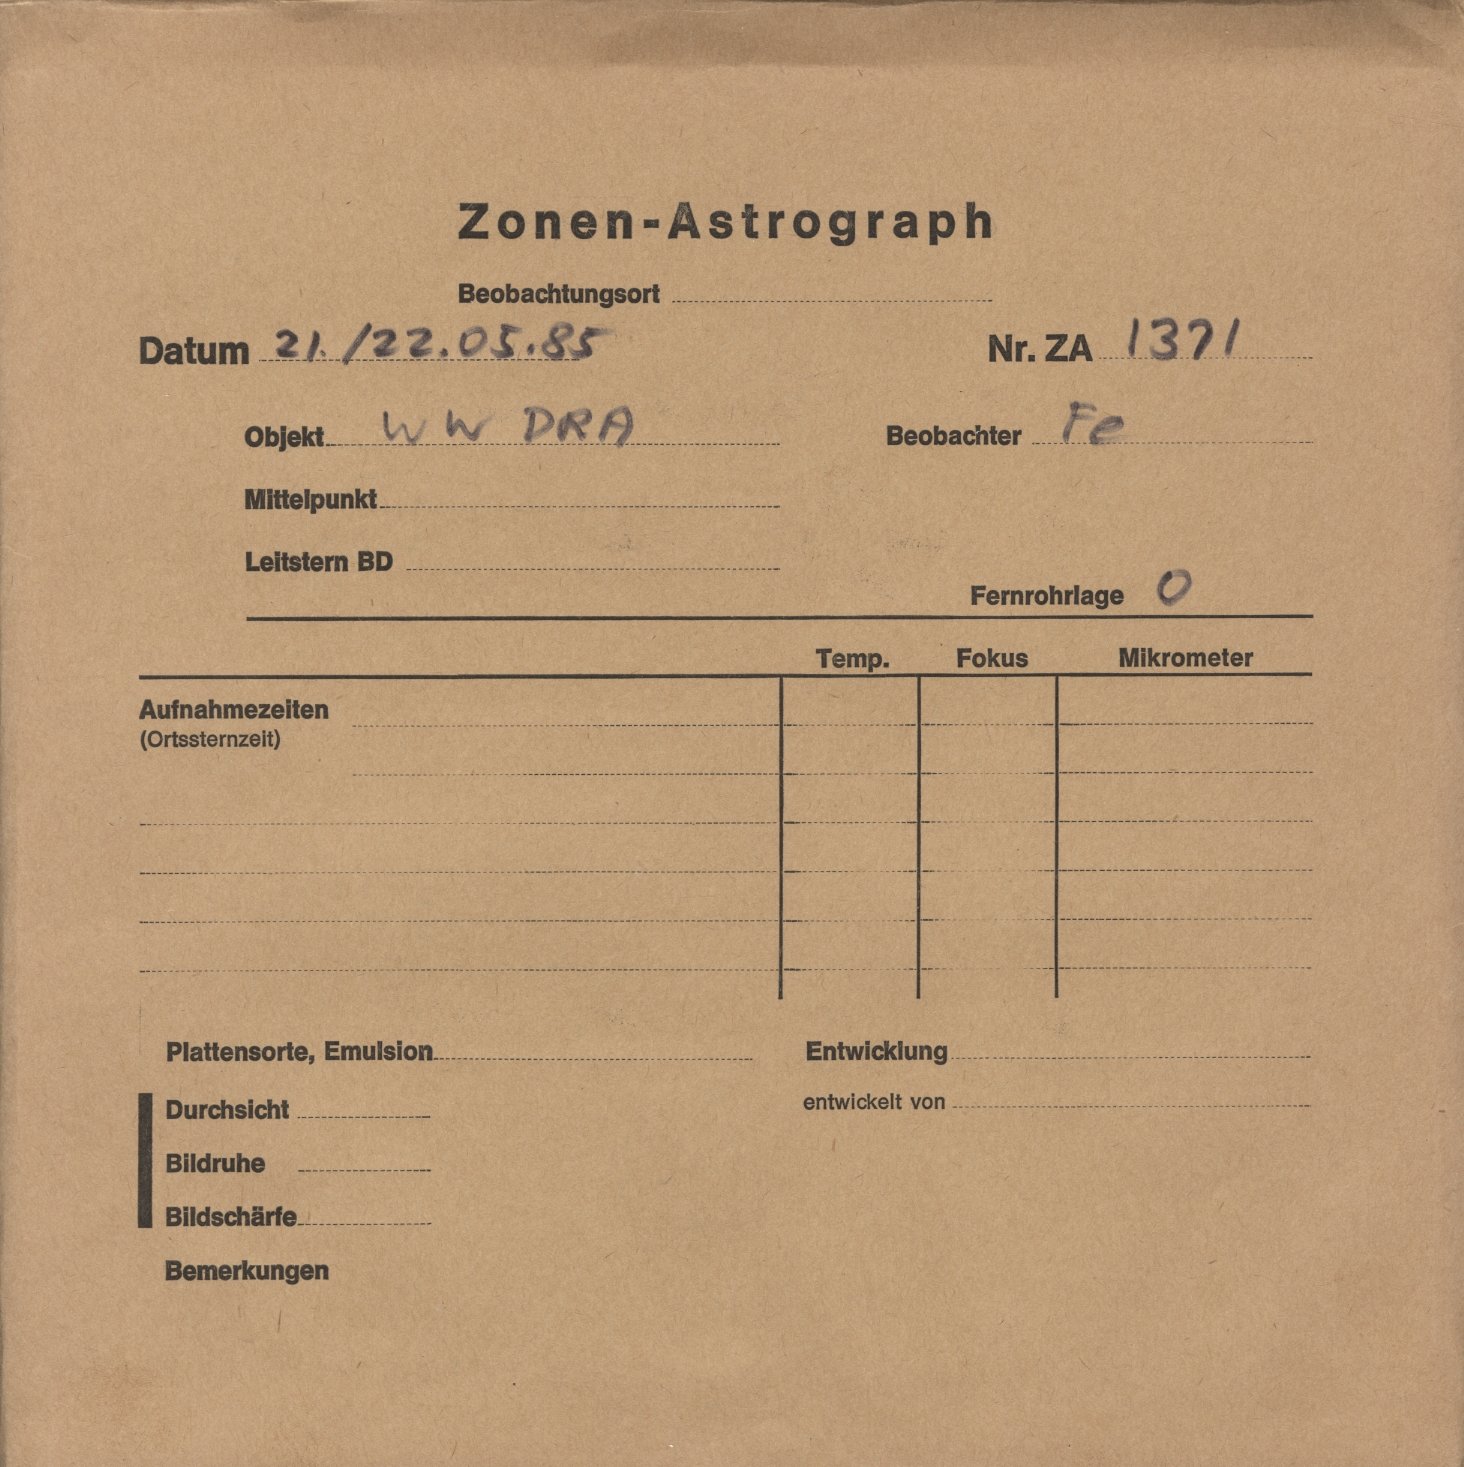 Zonen-Astrograph
Beobachtungsort
Datum 21./22.05.85 Nr. ZA 1371
Objekt WW DRA Beobachter Fe
Mittelpunkt
Leitstern BD
Fernrohrlage O
Temp. Fokus Mikrometer
Aufnahmezeiten
(Ortssternzeit)
Plattensorte, Emulsion Entwicklung
Durchsicht entwickelt von
Bildruhe
Bildschärfe
Bemerkungen